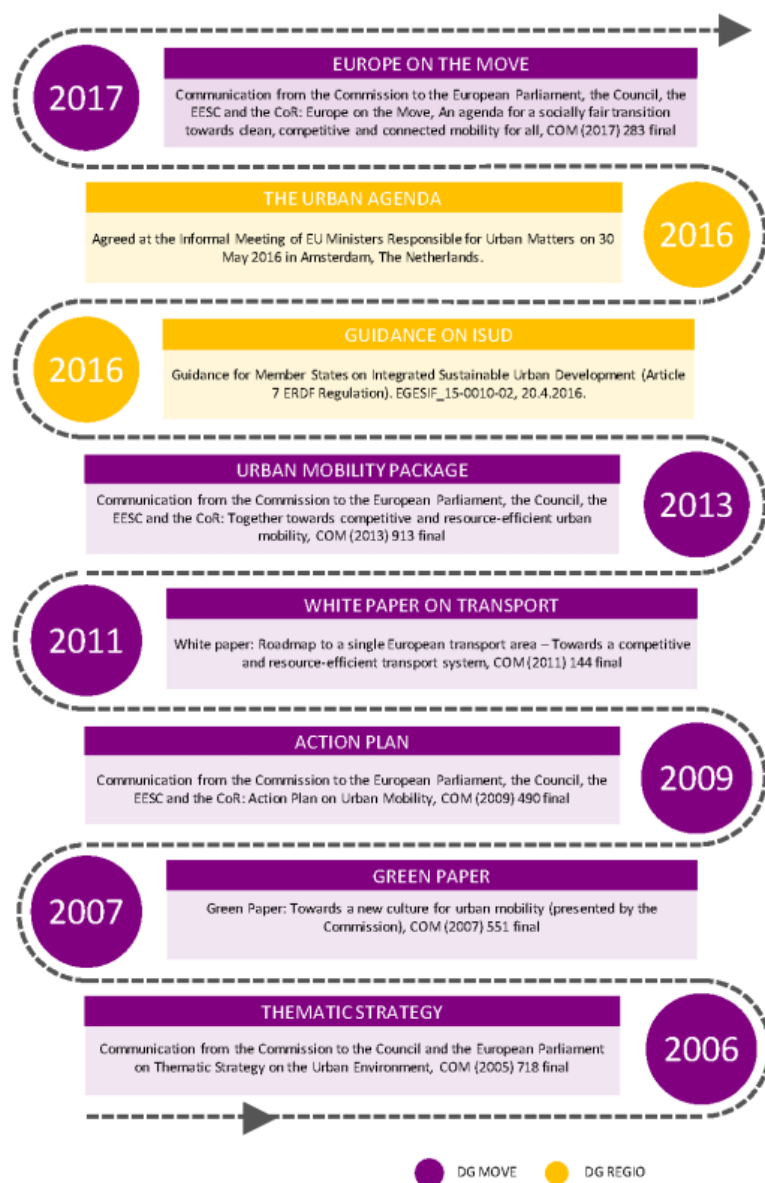 EUROPE ON THE MOVE
2017
Communication from the Commission to the European Parliament, the Council, the
EESC and the CoR: Europe on the Move, An agenda for a socially fair transition
towards clean, competitive and connected mobility for all, COM (2017) 283 final
THE URBAN AGENDA
2016
Agreed at the Informal Meeting of EU Ministers Responsible for Urban Matters on 30
May 2016 in Amsterdam, The Netherlands.
GUIDANCE ON ISUD
2016
Guidance for Member States on Integrated Sustainable Urban Development (Article
7 ERDF Regulation). EGESIF_15-0010-02, 20.4.2016.
URBAN MOBILITY PACKAGE
2013
Communication from the Commission to the European Parliament, the Council, the
EESC and the CoR: Together towards competitive and resource-efficient urban
mobility, COM (2013) 913 final
WHITE PAPER ON TRANSPORT
2011
White paper: Roadmap to a single European transport area – Towards a competitive
and resource-efficient transport system, COM (2011) 144 final
ACTION PLAN
2009
Communication from the Commission to the European Parliament, the Council, the
EESC and the CoR: Action Plan on Urban Mobility, COM (2009) 490 final
GREEN PAPER
2007
Green Paper: Towards a new culture for urban mobility (presented by the
Commission), COM (2007) 551 final
THEMATIC STRATEGY
2006
Communication from the Commission to the Council and the European Parliament
on Thematic Strategy on the Urban Environment, COM (2005) 718 final
DG MOVE
DG REGIO